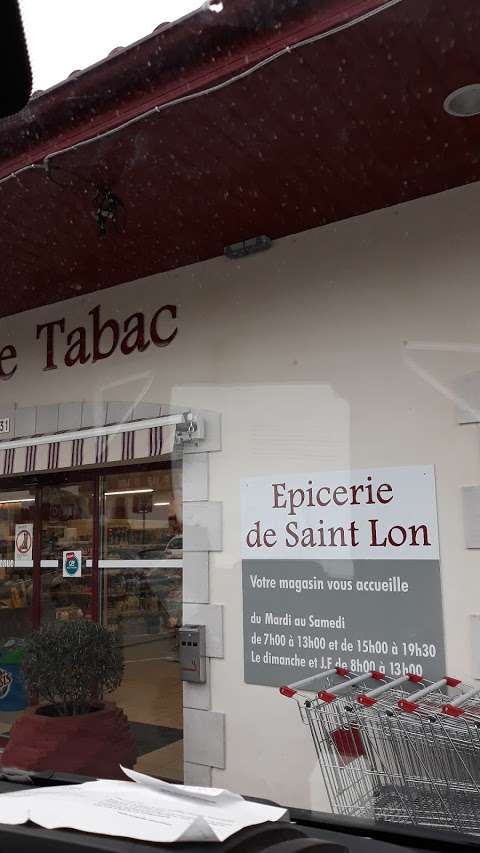 e Tabac
31
Epicerie
de Saint Lon
Votre magasin vous accueille
du Mardi au Samedi
de 7h00 à 13h00 et de 15h00 à 19h30
Le dimanche et J.F de 8h00 à 13h00